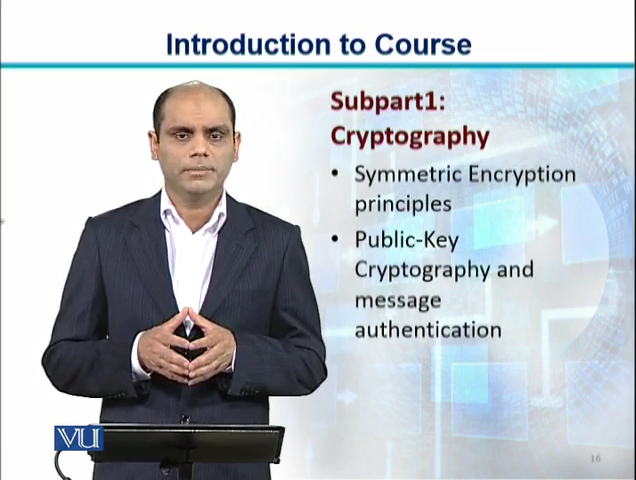 Introduction to Course
Subpart1:
Cryptography
• Symmetric Encryption
principles
• Public-Key
Cryptography and
message
authentication
VU
16